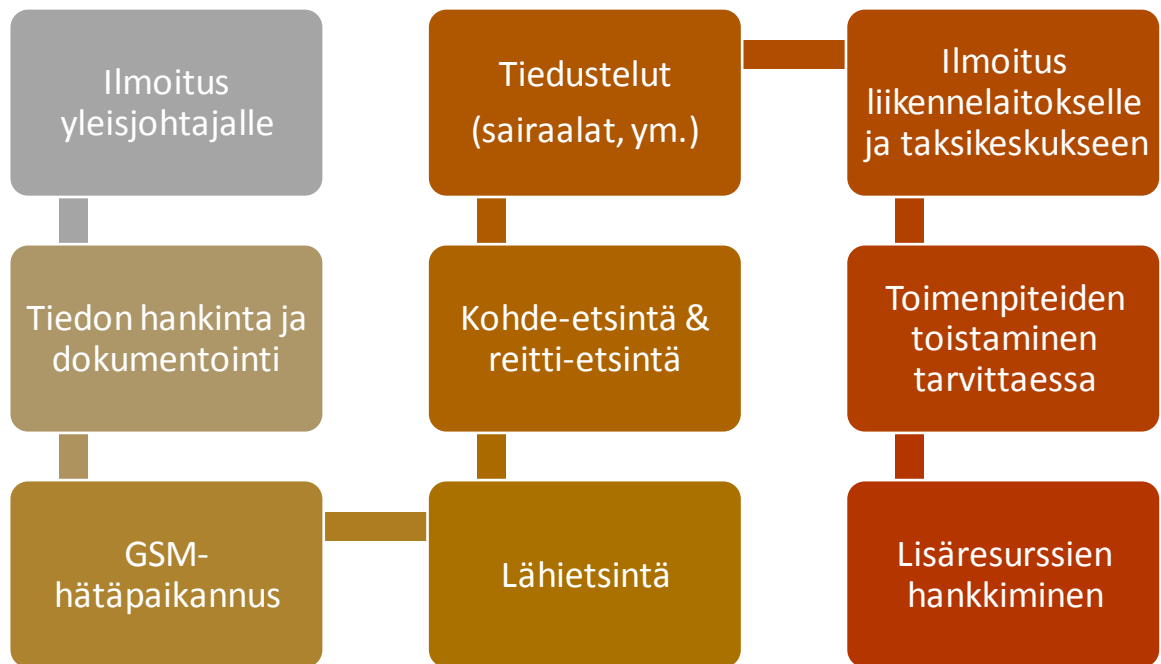 Ilmoitus
yleisjohtajalle
Tiedon hankinta ja
dokumentointi
GSM-
hätäpaikannus
Lähietsintä
Kohde-etsintä &
reitti-etsintä
Tiedustelut
(sairaalat, ym.)
Ilmoitus
liikennelaitokselle
ja taksikeskukseen
Toimenpiteiden
toistaminen
tarvittaessa
Lisäresurssien
hankkiminen